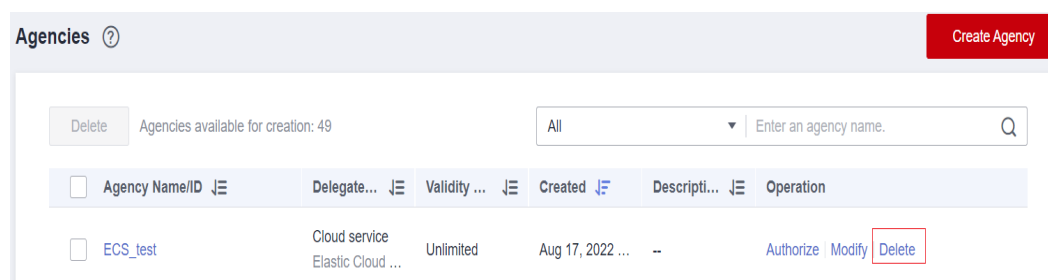 Agencies
Create Agency
Delete Agencies available for creation: 49 All Enter an agency name.
Agency Name/ID Delegate... Validity ... Created Descripti... Operation
ECS_test Cloud service Unlimited Aug 17, 2022 ... -- Authorize Modify Delete
Elastic Cloud ...